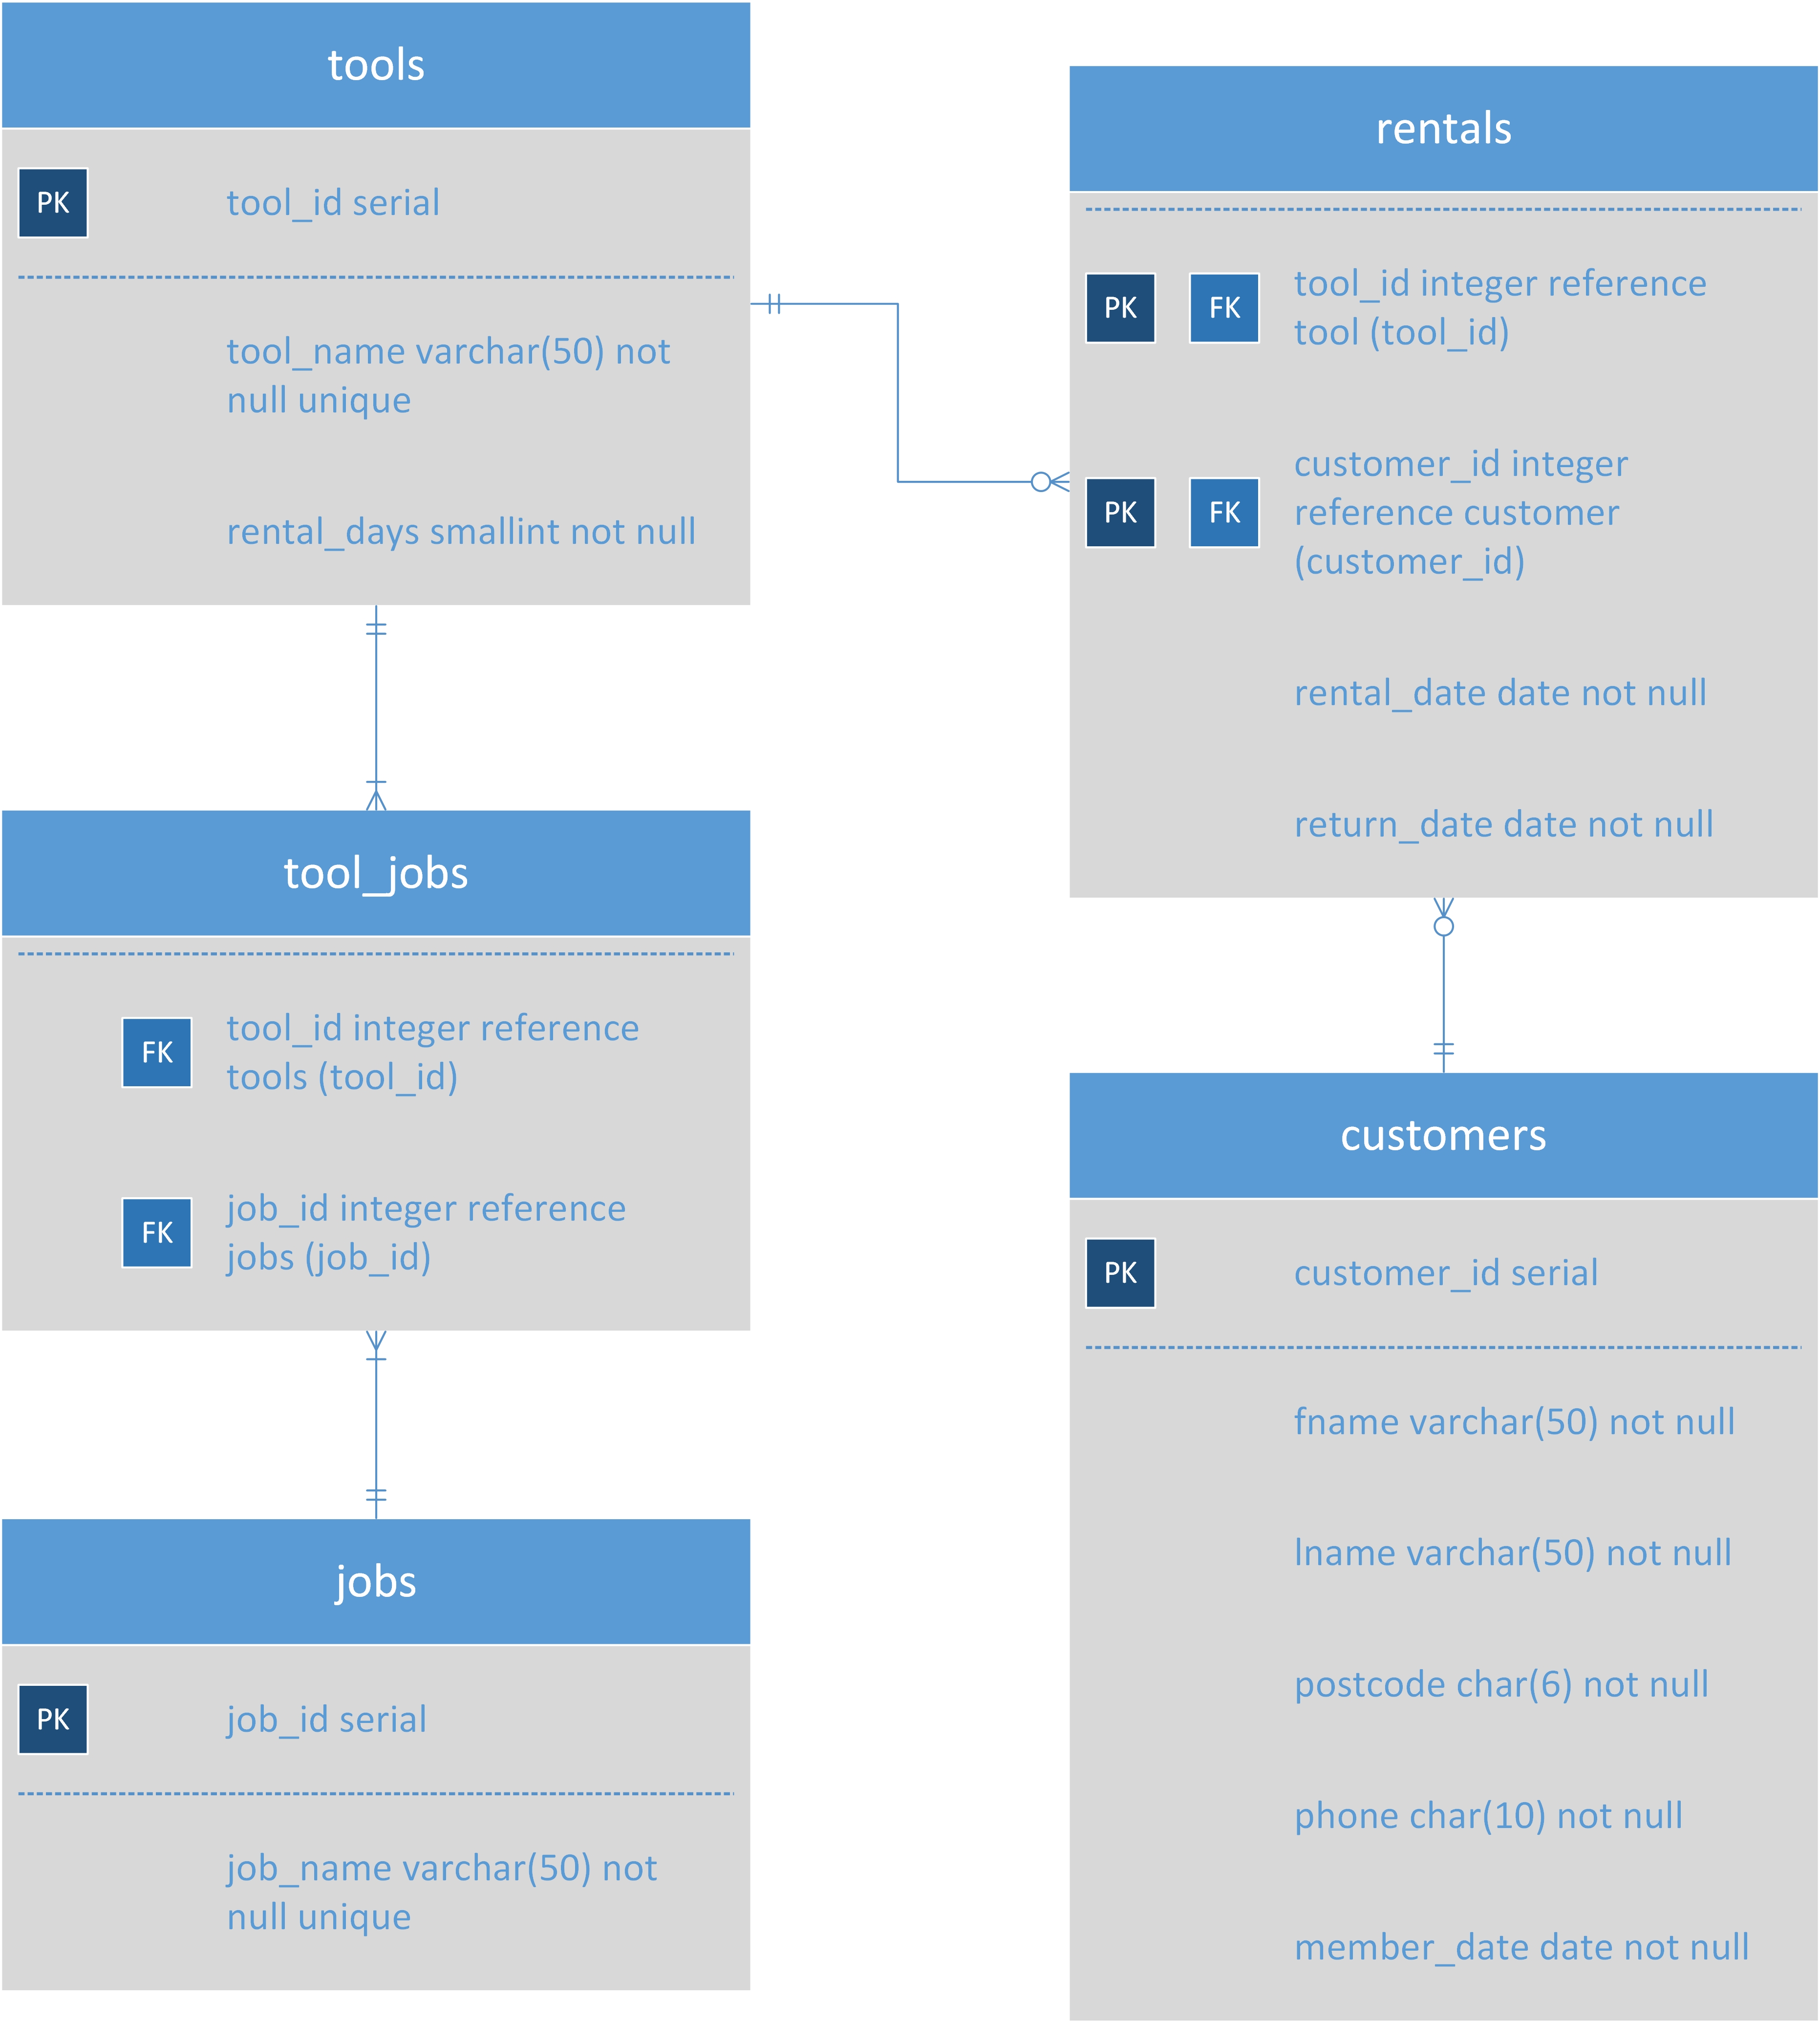 tools
PK
tool_id serial
tool_name varchar(50) not
null unique
rental_days smallint not null
rentals
PK FK
tool_id integer reference
tool (tool_id)
PK FK
customer_id integer
reference customer
(customer_id)
rental_date date not null
return_date date not null
tool_jobs
FK
tool_id integer reference
tools (tool_id)
FK
job_id integer reference
jobs (job_id)
customers
PK
customer_id serial
fname varchar(50) not null
lname varchar(50) not null
postcode char(6) not null
phone char(10) not null
member_date date not null
jobs
PK
job_id serial
job_name varchar(50) not
null unique